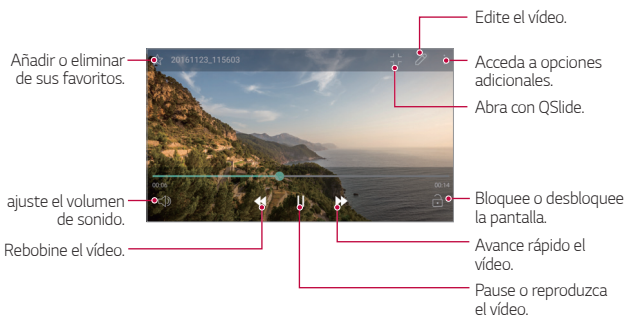 Edite el vídeo.
Añadir o eliminar
de sus favoritos.
20161123_115603
Acceda a opciones
adicionales.
Abra con QSlide.
00:06
00:14
ajuste el volumen
de sonido.
Bloquee o desbloquee
la pantalla.
Rebobine el vídeo.
Avance rápido el
vídeo.
Pause o reproduzca
el vídeo.